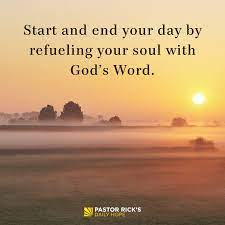 Start and end your day by
refueling your soul with
God's Word.
PASTOR RICK'S
DAILY HOPE